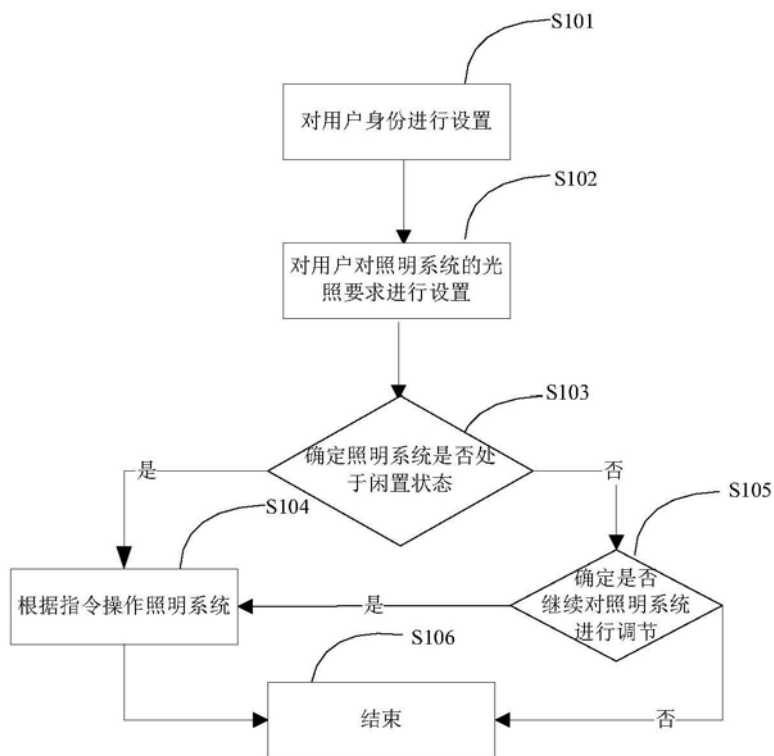 S101
对用户身份进行设置
S102
对用户对照明系统的光
照要求进行设置
S103
确定照明系统是否处
于闲置状态
是
否
S104
S105
根据指令操作照明系统
确定是否
继续对照明系统
进行调节
是
S106
结束
否